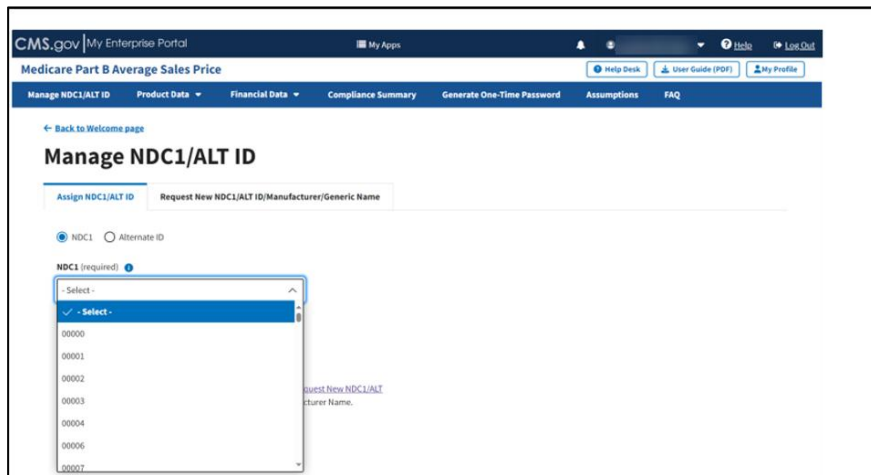 CMS.gov My Enterprise Portal My Apps Help Log Out
Medicare Part B Average Sales Price Help Desk User Guide (PDF) My Profile
Manage NDC1/ALT ID Product Data Financial Data Compliance Summary Generate One-Time Password Assumptions FAQ
Back to Welcome page
Manage NDC1/ALT ID
Assign NDC1/ALT ID Request New NDC1/ALT ID/Manufacturer/Generic Name
NDC1 Alternate ID
NDC1 (required)
- Select -
- Select -
00000
00001
00002
quest New NDC1/ALT
00003
cturer Name.
00004
00006
00007